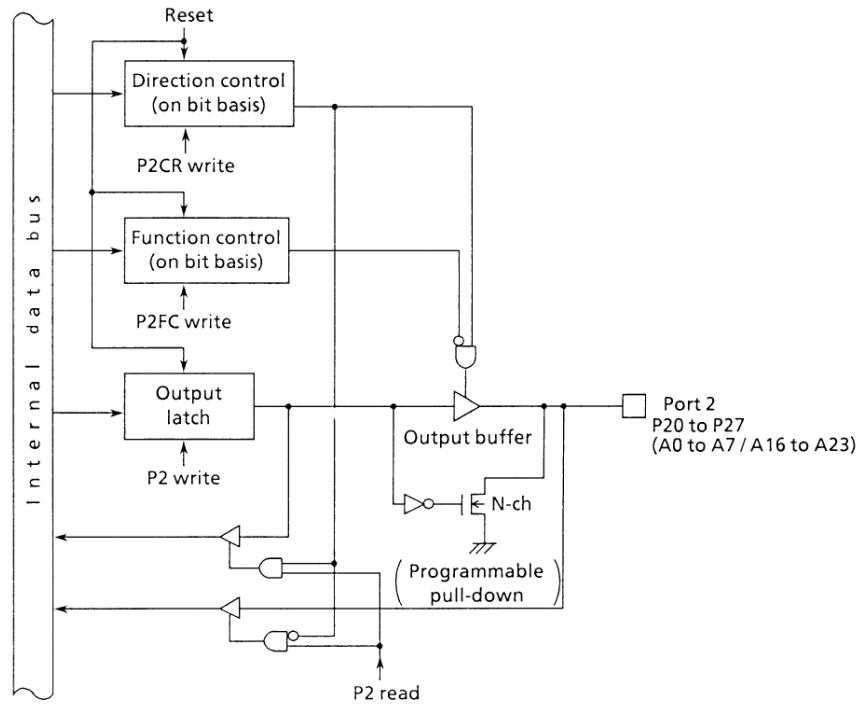 Reset
Direction control
(on bit basis)
P2CR write
Internal data bus
Function control
(on bit basis)
P2FC write
Output
latch
P2 write
Output buffer
Port 2
P20 to P27
(A0 to A7 / A16 to A23)
N-ch
(Programmable
pull-down)
P2 read